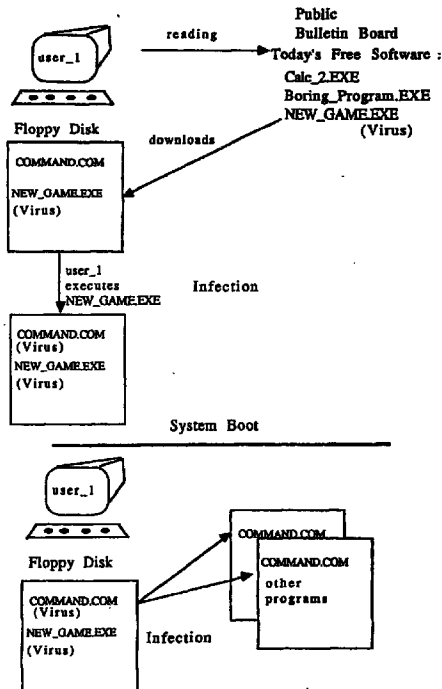 Public
Bulletin Board
Today's Free Software :
Calc_2.EXE
Boring_Program.EXE
NEW_GAME.EXE
(Virus)
reading
user_1
Floppy Disk
downloads
COMMAND.COM
NEW_GAME.EXE
(Virus)
user_1
executes
NEW_GAME.EXE
Infection
COMMAND.COM
(Virus)
NEW_GAME.EXE
(Virus)
System Boot
user_1
Floppy Disk
COMMAND.COM
COMMAND.COM
other
programs
COMMAND.COM
(Virus)
NEW_GAME.EXE
(Virus)
Infection